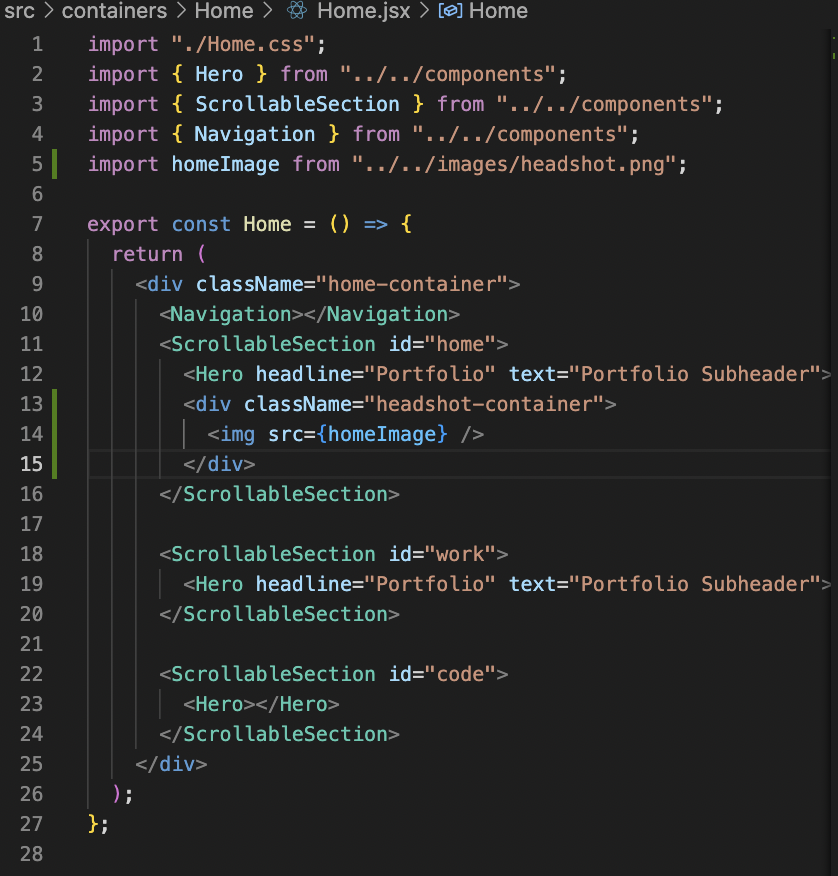 src > containers > Home > Home.jsx > Home
1 import "./Home.css";
2 import { Hero } from "../../components";
3 import { ScrollableSection } from "../../components";
4 import { Navigation } from "../../components";
5 import homeImage from "../../images/headshot.png";
6
7 export const Home = () => {
8   return (
9     <div className="home-container">
10       <Navigation></Navigation>
11       <ScrollableSection id="home">
12         <Hero headline="Portfolio" text="Portfolio Subheader">
13         <div className="headshot-container">
14           <img src={homeImage} />
15         </div>
16       </ScrollableSection>
17
18       <ScrollableSection id="work">
19         <Hero headline="Portfolio" text="Portfolio Subheader">
20       </ScrollableSection>
21
22       <ScrollableSection id="code">
23         <Hero></Hero>
24       </ScrollableSection>
25     </div>
26   );
27 };
28